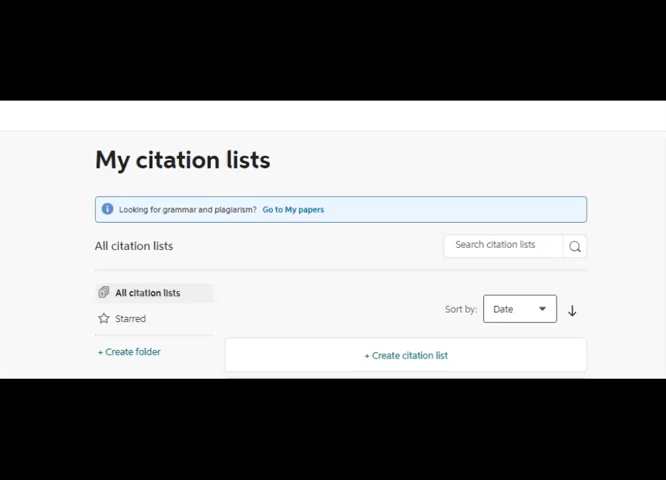 My citation lists
Looking for grammar and plagiarism? Go to My papers
All citation lists
Search citation lists
All citation lists
Sort by: Date
Starred
+ Create folder
+ Create citation list